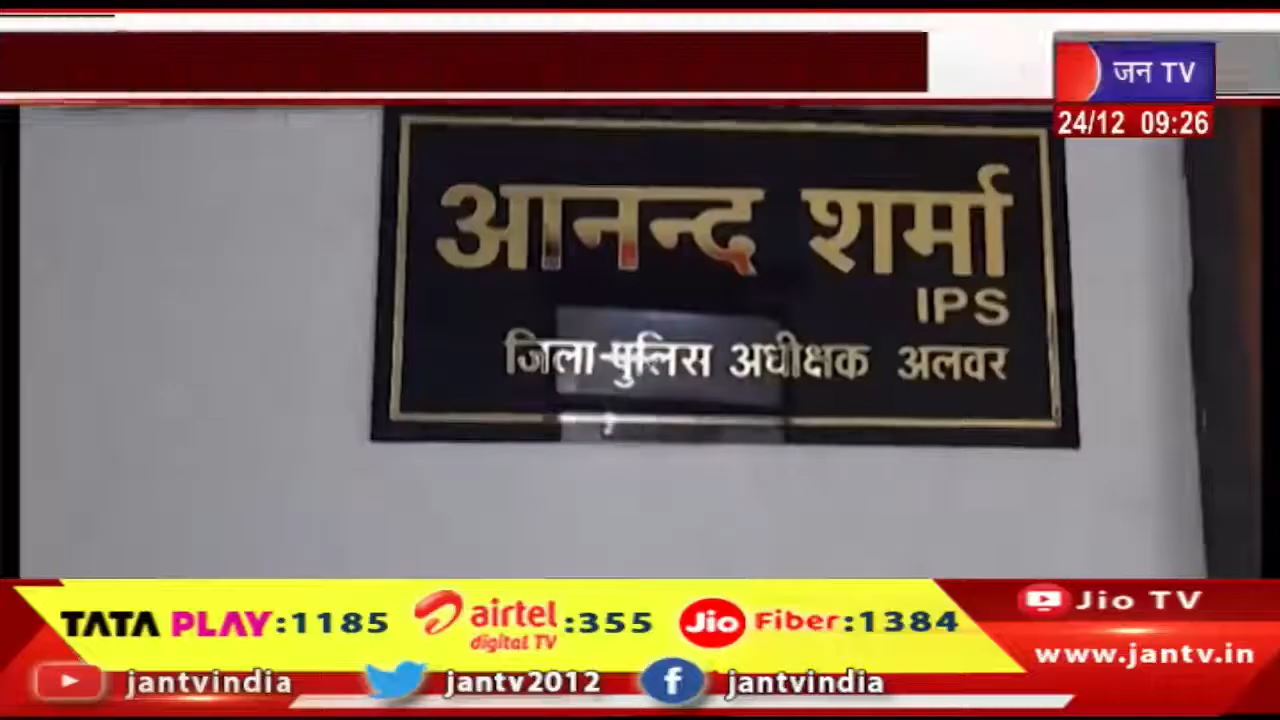 जन TV
24/12 09:26
आनन्द शर्मा
IPS
जिला पुलिस अधीक्षक अलवर
TATA PLAY:1185 airtel digital TV:355 Jio Fiber:1384
Jio TV
www.jantv.in
jantvindia jantv2012 jantvindia